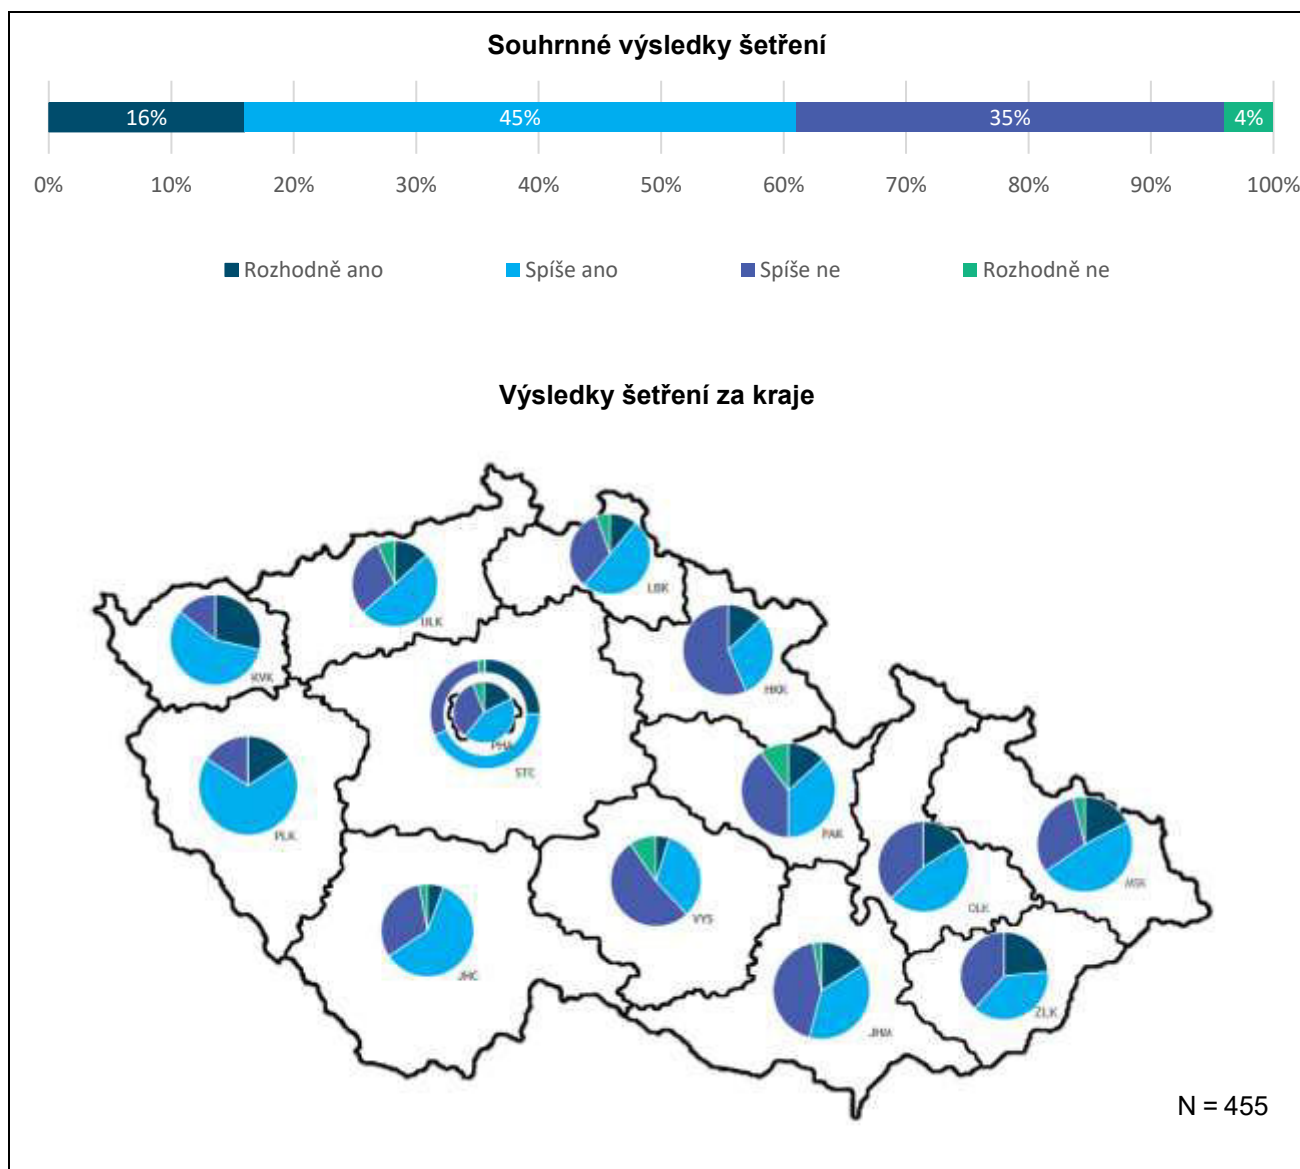 Souhrnné výsledky šetření
16% 45% 35% 4%
0% 10% 20% 30% 40% 50% 60% 70% 80% 90% 100%
Rozhodně ano Spíše ano Spíše ne Rozhodně ne
Výsledky šetření za kraje
LBK
ULK
KVK
HKK
PHA
STC
PLK
PAK
MSK
OLK
VYS
JHC
ZLK
JHM
N = 455